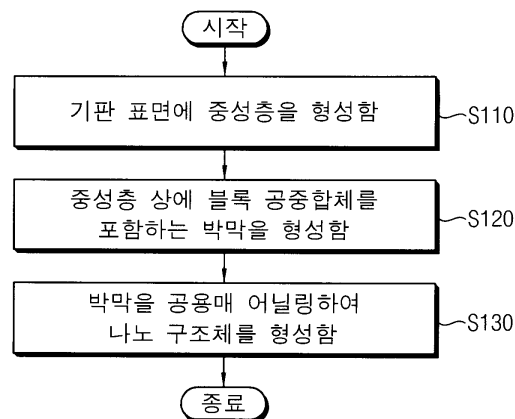 시작
기판 표면에 중성층을 형성함
S110
중성층 상에 블록 공중합체를
포함하는 박막을 형성함
S120
박막을 공용매 어닐링하여
나노 구조체를 형성함
S130
종료